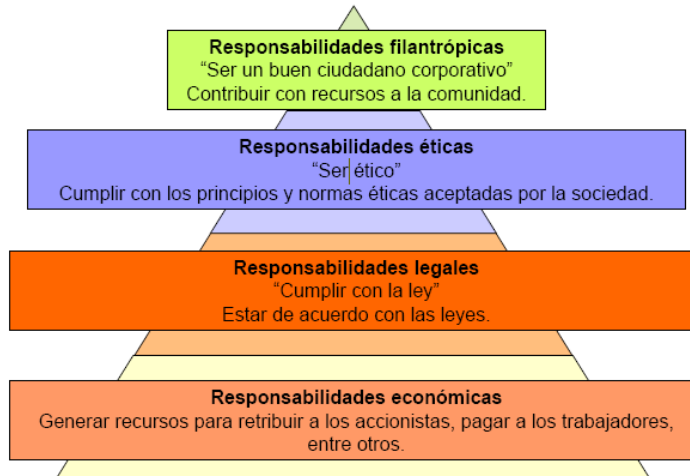 Responsabilidades filantrópicas
“Ser un buen ciudadano corporativo”
Contribuir con recursos a la comunidad.
Responsabilidades éticas
“Ser ético”
Cumplir con los principios y normas éticas aceptadas por la sociedad.
Responsabilidades legales
“Cumplir con la ley”
Estar de acuerdo con las leyes.
Responsabilidades económicas
Generar recursos para retribuir a los accionistas, pagar a los trabajadores,
entre otros.